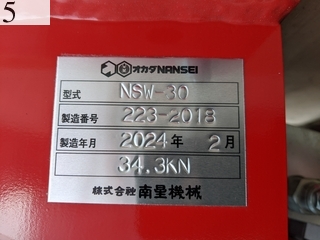 5
オカダNANSEI
型式 NSW-30
製造番号 223-2018
製造年月 2024年 2月
34.3KN
株式会社 南星機械